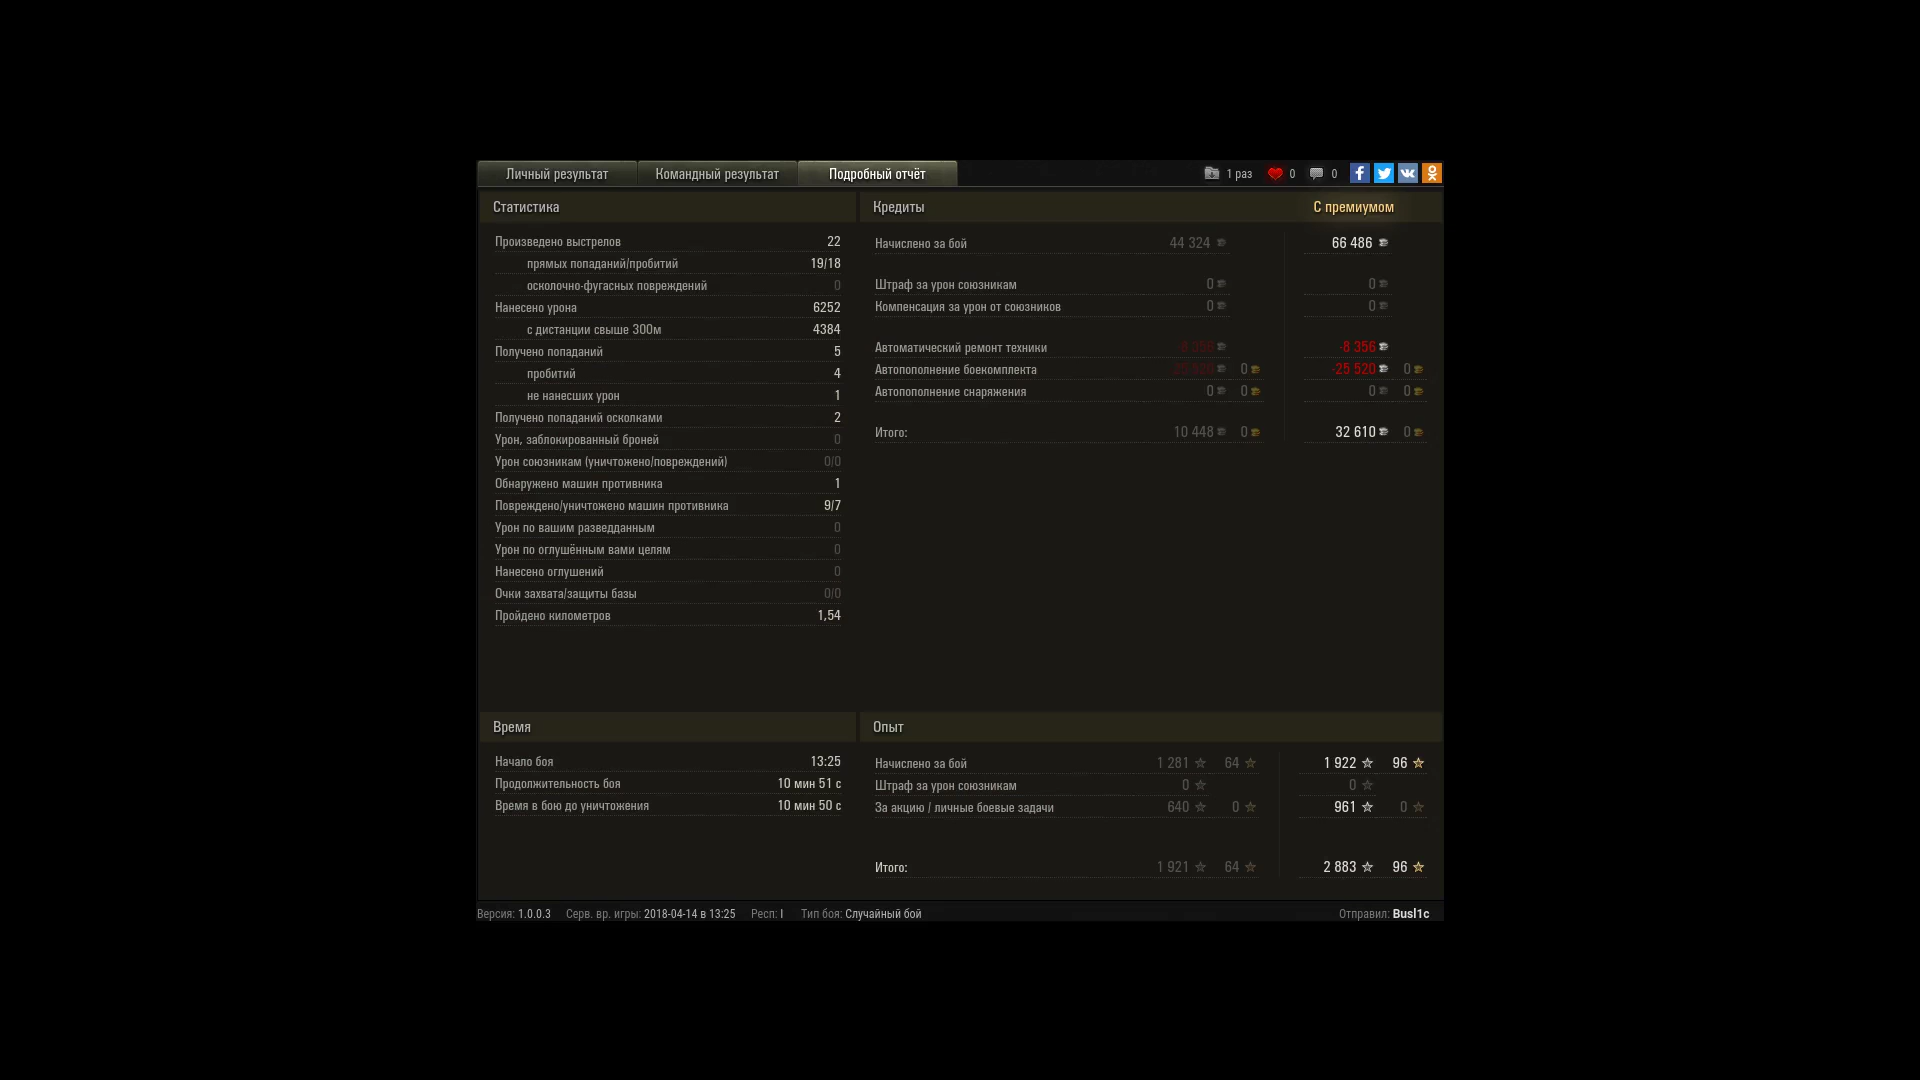 Личный результат Командный результат Подробный отчёт 1 раз 0 0
Статистика
Произведено выстрелов 22
прямых попаданий/пробитий 19/18
осколочно-фугасных повреждений 0
Нанесено урона 6252
с дистанции свыше 300м 4384
Получено попаданий 5
пробитий 4
не нанесших урон 1
Получено попаданий осколками 2
Урон, заблокированный броней 0
Урон союзникам (уничтожено/повреждений) 0/0
Обнаружено машин противника 1
Повреждено/уничтожено машин противника 9/7
Урон по вашим разведданным 0
Урон по оглушённым вами целям 0
Нанесено оглушений 0
Очки захвата/защиты базы 0/0
Пройдено километров 1,54
Кредиты С премиумом
Начислено за бой 44 324 66 486
Штраф за урон союзникам 0 0
Компенсация за урон от союзников 0 0
Автоматический ремонт техники -8 356 -8 356
Автопополнение боекомплекта -25 520 0 -25 520 0
Автопополнение снаряжения 0 0 0 0
Итого: 10 448 0 32 610 0
Время
Начало боя 13:25
Продолжительность боя 10 мин 51 с
Время в бою до уничтожения 10 мин 50 с
Опыт
Начислено за бой 1 281 64 1 922 96
Штраф за урон союзникам 0 0
За акцию / личные боевые задачи 640 0 961 0
Итого: 1 921 64 2 883 96
Версия: 1.0.0.3 Серв. вр. игры: 2018-04-14 в 13:25 Респ: I Тип боя: Случайный бой Отправил: Busl1c